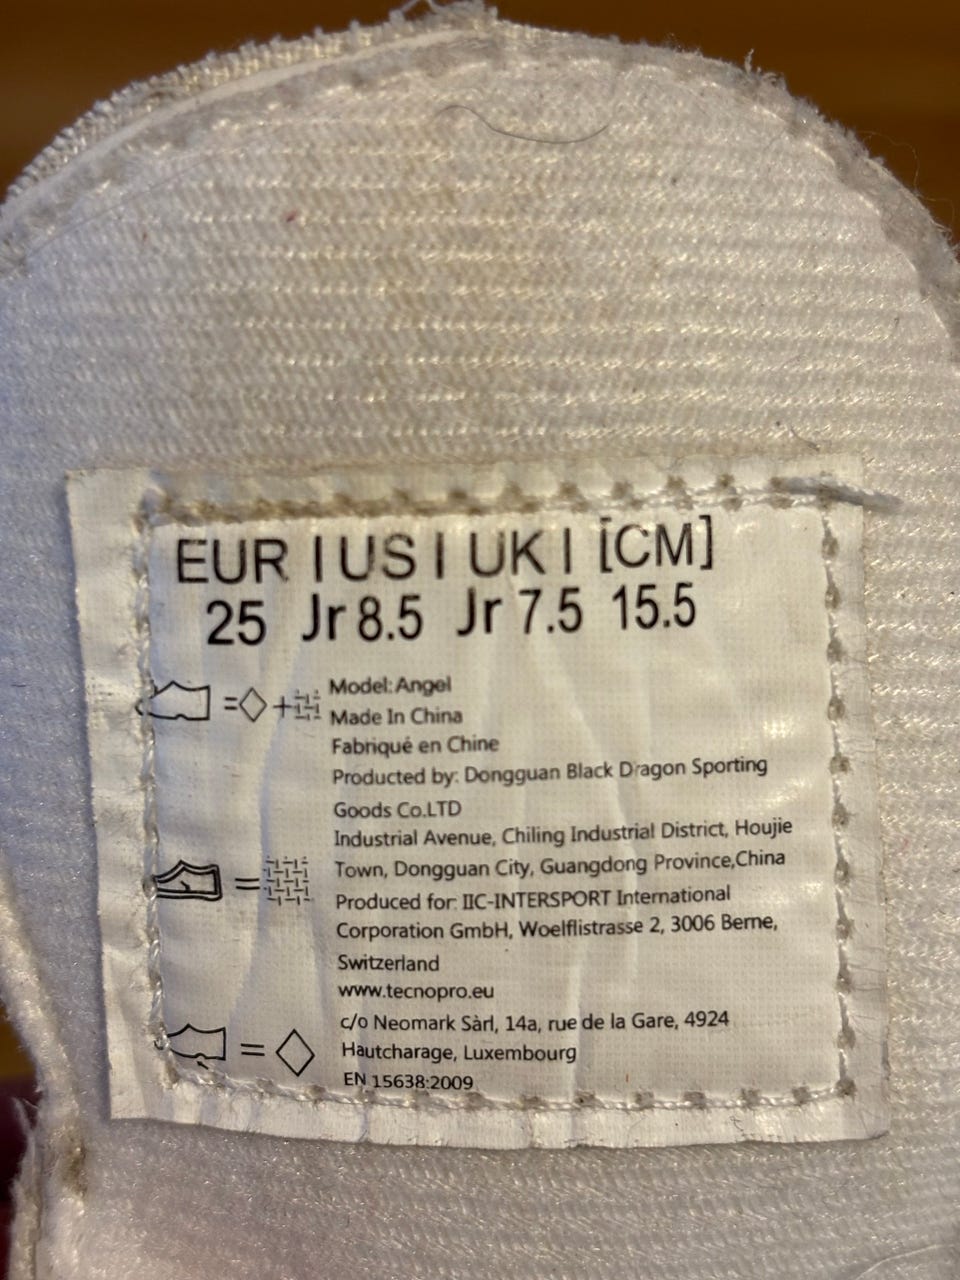 EUR | US | UK | [CM]
25 Jr 8.5 Jr 7.5 15.5
Model: Angel
Made In China
Fabriqué en Chine
Producted by: Dongguan Black Dragon Sporting
Goods Co.LTD
Industrial Avenue, Chiling Industrial District, Houjie
Town, Dongguan City, Guangdong Province,China
Produced for: IIC-INTERSPORT International
Corporation GmbH, Woelflistrasse 2, 3006 Berne,
Switzerland
www.tecnopro.eu
c/o Neomark Sàrl, 14a, rue de la Gare, 4924
Hautcharage, Luxembourg
EN 15638:2009